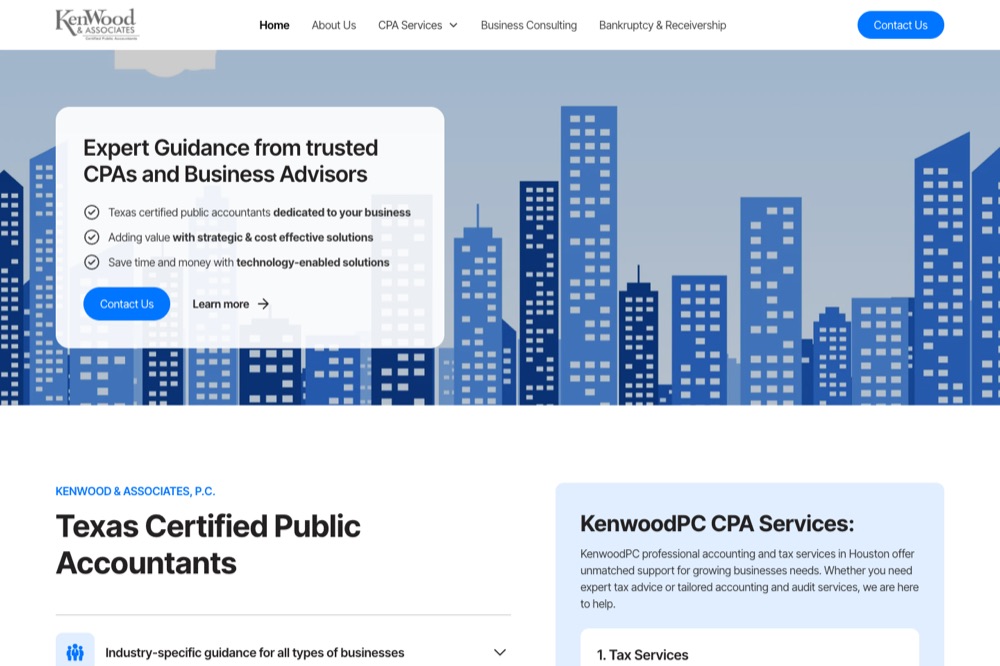 KenWood
& ASSOCIATES
Certified Public Accountants
Home
About Us
CPA Services
Business Consulting
Bankruptcy & Receivership
Contact Us
Expert Guidance from trusted
CPAs and Business Advisors
Texas certified public accountants dedicated to your business
Adding value with strategic & cost effective solutions
Save time and money with technology-enabled solutions
Contact Us
Learn more
KENWOOD & ASSOCIATES, P.C.
Texas Certified Public
Accountants
Industry-specific guidance for all types of businesses
KenwoodPC CPA Services:
KenwoodPC professional accounting and tax services in Houston offer
unmatched support for growing businesses needs. Whether you need
expert tax advice or tailored accounting and audit services, we are here
to help.
1. Tax Services